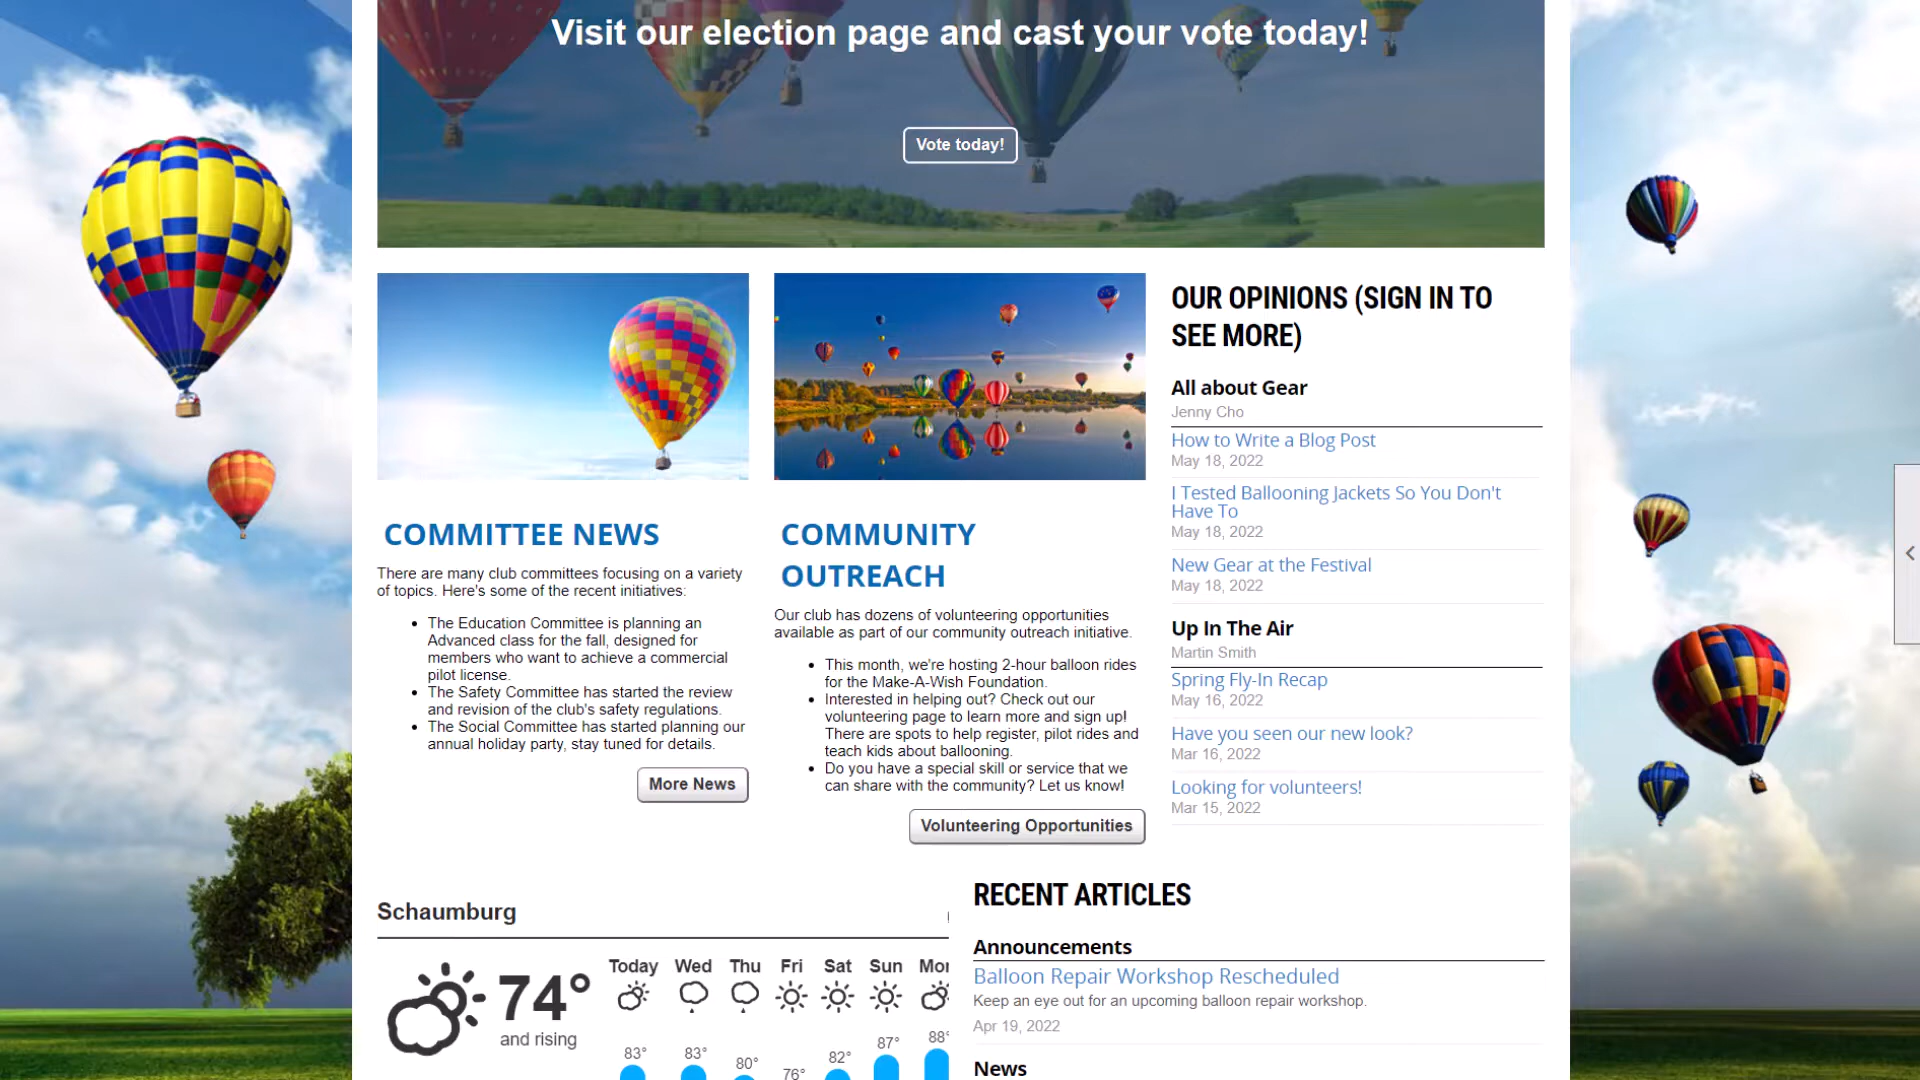 Visit our election page and cast your vote today!
Vote today!
COMMITTEE NEWS
There are many club committees focusing on a variety
of topics. Here's some of the recent initiatives:
• The Education Committee is planning an
Advanced class for the fall, designed for
members who want to achieve a commercial
pilot license.
• The Safety Committee has started the review
and revision of the club's safety regulations.
• The Social Committee has started planning our
annual holiday party, stay tuned for details.
More News
COMMUNITY
OUTREACH
Our club has dozens of volunteering opportunities
available as part of our community outreach initiative.
• This month, we're hosting 2-hour balloon rides
for the Make-A-Wish Foundation.
• Interested in helping out? Check out our
volunteering page to learn more and sign up!
There are spots to help register, pilot rides and
teach kids about ballooning.
• Do you have a special skill or service that we
can share with the community? Let us know!
Volunteering Opportunities
OUR OPINIONS (SIGN IN TO
SEE MORE)
All about Gear
Jenny Cho
How to Write a Blog Post
May 18, 2022
I Tested Ballooning Jackets So You Don't
Have To
May 18, 2022
New Gear at the Festival
May 18, 2022
Up In The Air
Martin Smith
Spring Fly-In Recap
May 16, 2022
Have you seen our new look?
Mar 16, 2022
Looking for volunteers!
Mar 15, 2022
Schaumburg
74°
and rising
Today Wed Thu Fri Sat Sun Mon
83° 83° 80° 76° 82° 87° 88°
RECENT ARTICLES
Announcements
Balloon Repair Workshop Rescheduled
Keep an eye out for an upcoming balloon repair workshop.
Apr 19, 2022
News